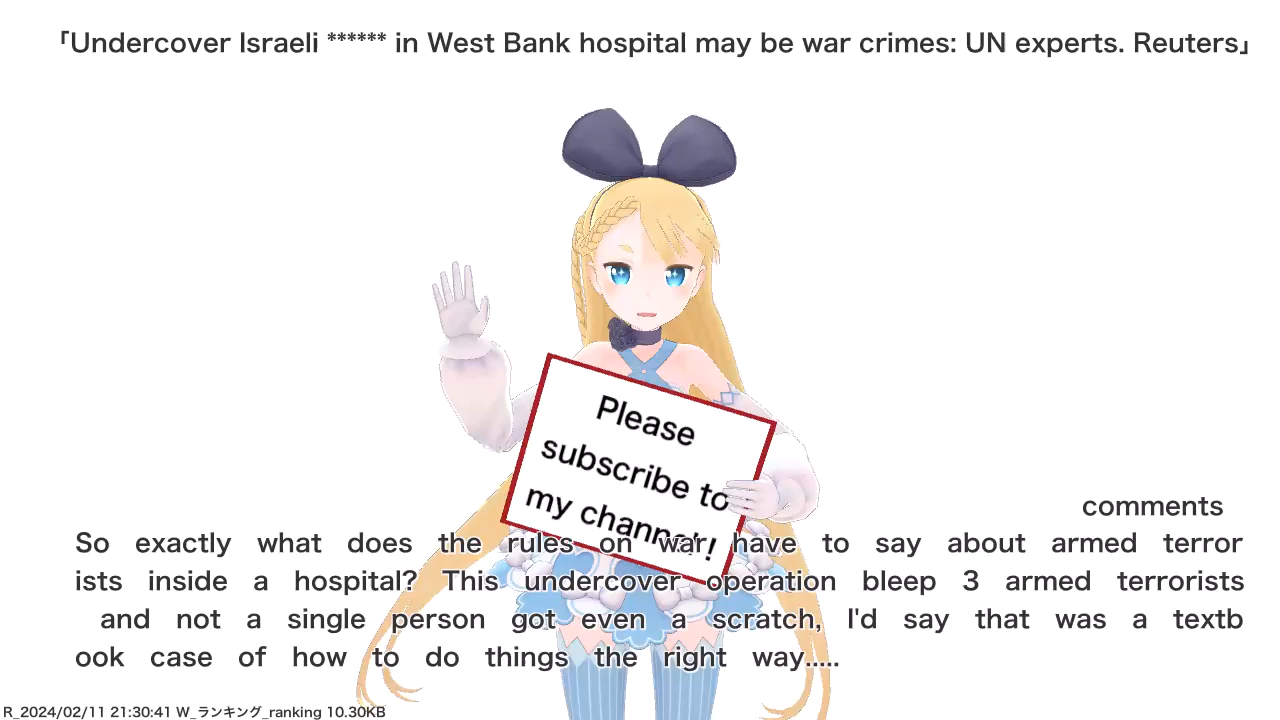 「Undercover Israeli ****** in West Bank hospital may be war crimes: UN experts. Reuters」
Please
subscribe to
my channel!
comments
So exactly what does the rules on war have to say about armed terror
ists inside a hospital? This undercover operation bleep 3 armed terrorists
and not a single person got even a scratch, I'd say that was a textb
ook case of how to do things the right way.....
R_2024/02/11 21:30:41 W_ランキング_ranking 10.30KB